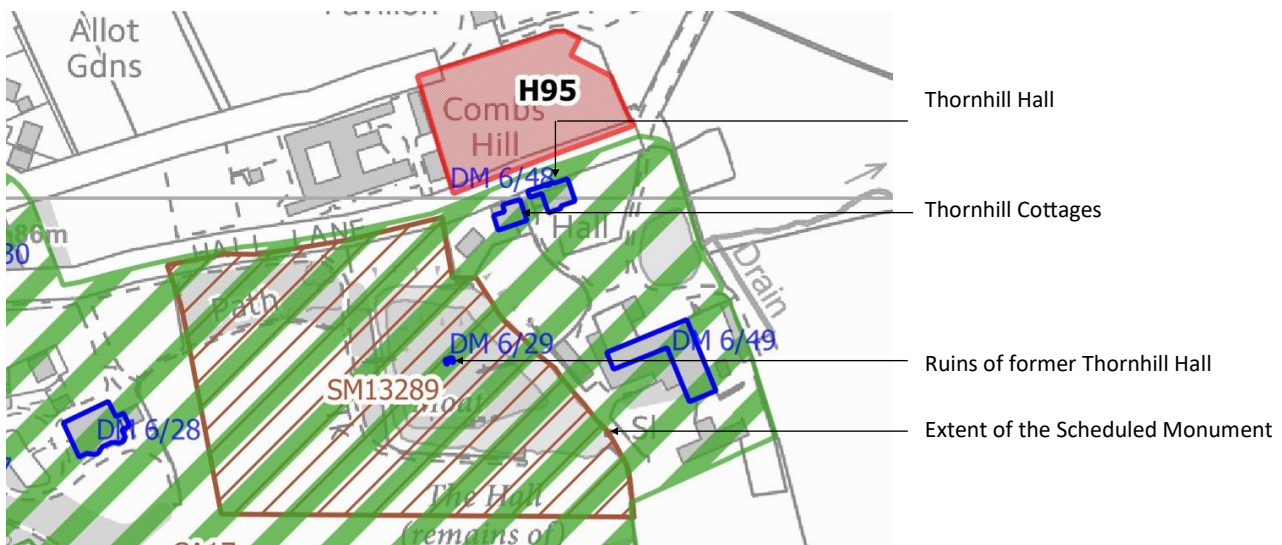 Pavilion
Allot
Gdns
H95
Combs
Hill
Thornhill Hall
DM 6/48
Thornhill Cottages
Hall
86m
30
HALL LANE
Drain
Path
DM 6/29
DM 6/49
Ruins of former Thornhill Hall
SM13289
Moat
DM 6/28
Sl
Extent of the Scheduled Monument
The Hall
(remains of)